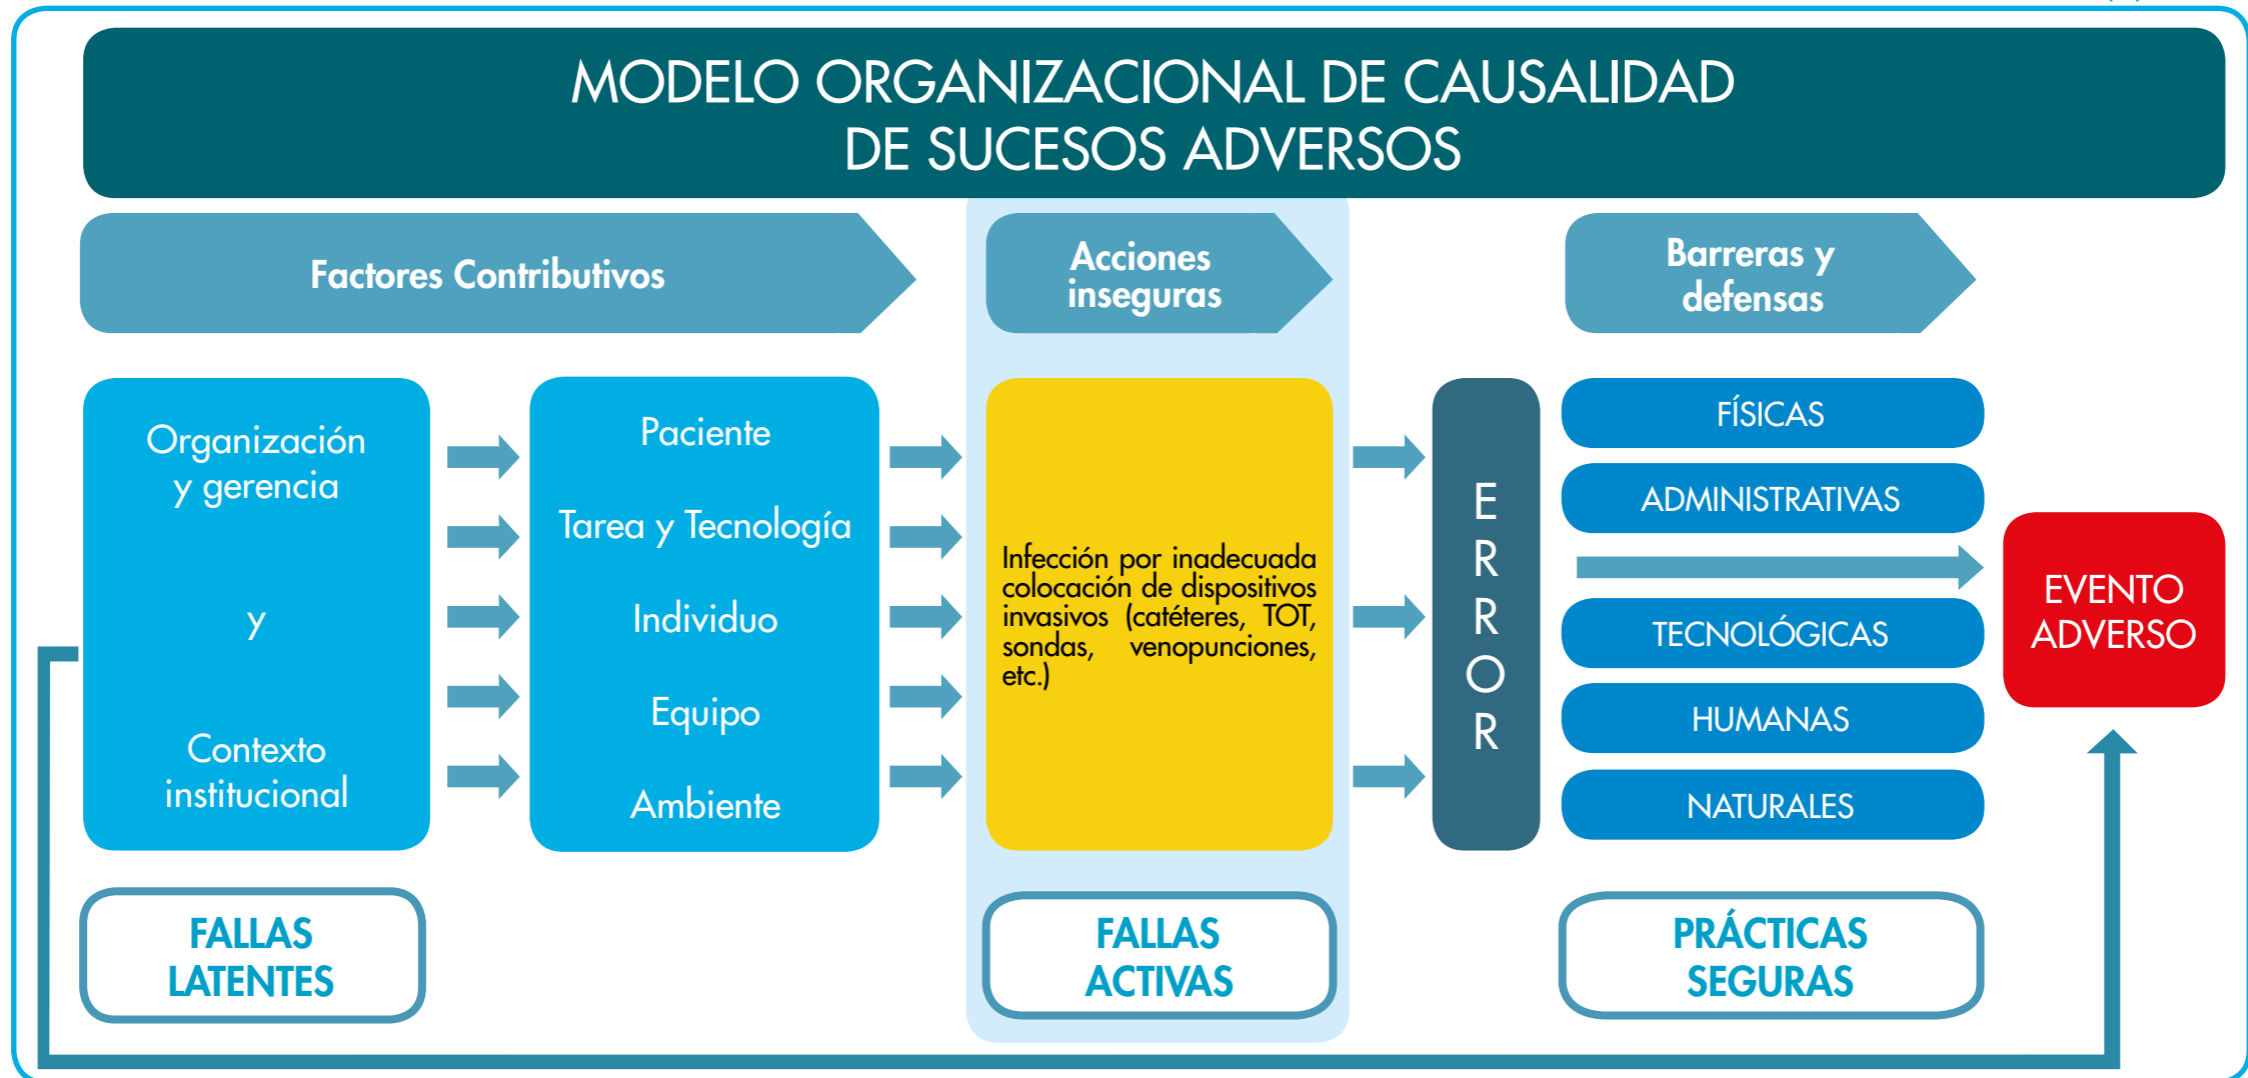 MODELO ORGANIZACIONAL DE CAUSALIDAD
DE SUCESOS ADVERSOS
Factores Contributivos
Acciones
inseguras
Barreras y
defensas
Organización
y gerencia
y
Contexto
institucional
Paciente
Tarea y Tecnología
Individuo
Equipo
Ambiente
Infección por inadecuada
colocación de dispositivos
invasivos (catéteres, TOT,
sondas, venopunciones,
etc.)
E
R
R
O
R
FÍSICAS
ADMINISTRATIVAS
TECNOLÓGICAS
HUMANAS
NATURALES
EVENTO
ADVERSO
FALLAS
LATENTES
FALLAS
ACTIVAS
PRÁCTICAS
SEGURAS